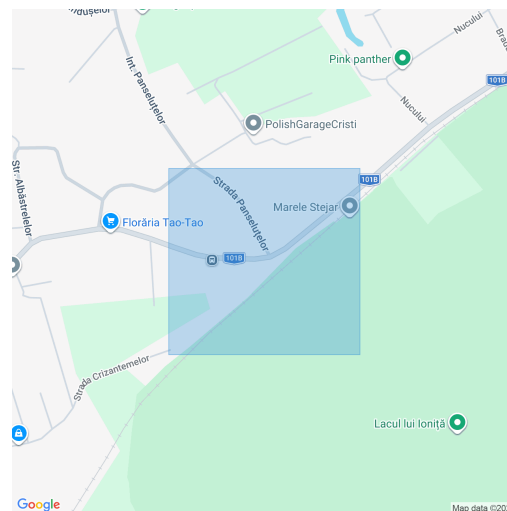 dușelor
Nucului
Pink panther
Int. Panseluțelor
101B
Nucului
PolishGarageCristi
101B
Str. Albăstrelelor
Strada Panseluțelor
Marele Stejar
Florăria Tao-Tao
101B
Strada Crizantemelor
Lacul lui Ioniță
Google
Map data ©20